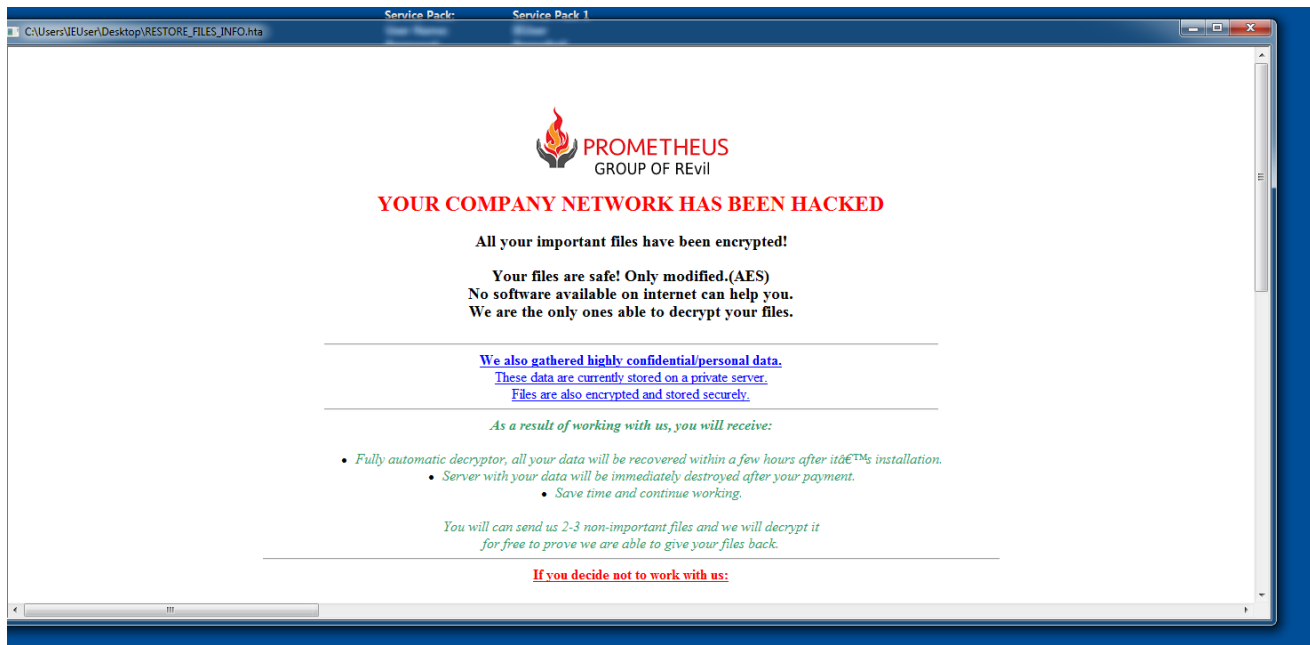 Service Pack: Service Pack 1
C:\Users\IEUser\Desktop\RESTORE_FILES_INFO.hta
PROMETHEUS
GROUP OF REvil
YOUR COMPANY NETWORK HAS BEEN HACKED
All your important files have been encrypted!
Your files are safe! Only modified.(AES)
No software available on internet can help you.
We are the only ones able to decrypt your files.
We also gathered highly confidential/personal data.
These data are currently stored on a private server.
Files are also encrypted and stored securely.
As a result of working with us, you will receive:
• Fully automatic decryptor, all your data will be recovered within a few hours after itâ€™s installation.
• Server with your data will be immediately destroyed after your payment.
• Save time and continue working.
You will can send us 2-3 non-important files and we will decrypt it
for free to prove we are able to give your files back.
If you decide not to work with us: